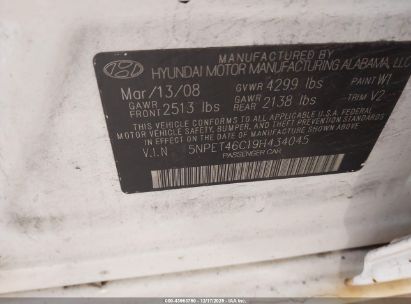 MANUFACTURED BY
HYUNDAI MOTOR MANUFACTURING ALABAMA, LLC
Mar/13/08 GVWR 4299 lbs PAINT W1
GAWR FRONT 2513 lbs GAWR REAR 2138 lbs TRIM V2
THIS VEHICLE CONFORMS TO ALL APPLICABLE U.S. FEDERAL
MOTOR VEHICLE SAFETY, BUMPER, AND THEFT PREVENTION
STANDARDS IN EFFECT ON THE DATE OF MANUFACTURE SHOWN ABOVE.
V.I.N 5NPET46C19H434045
PASSENGER CAR